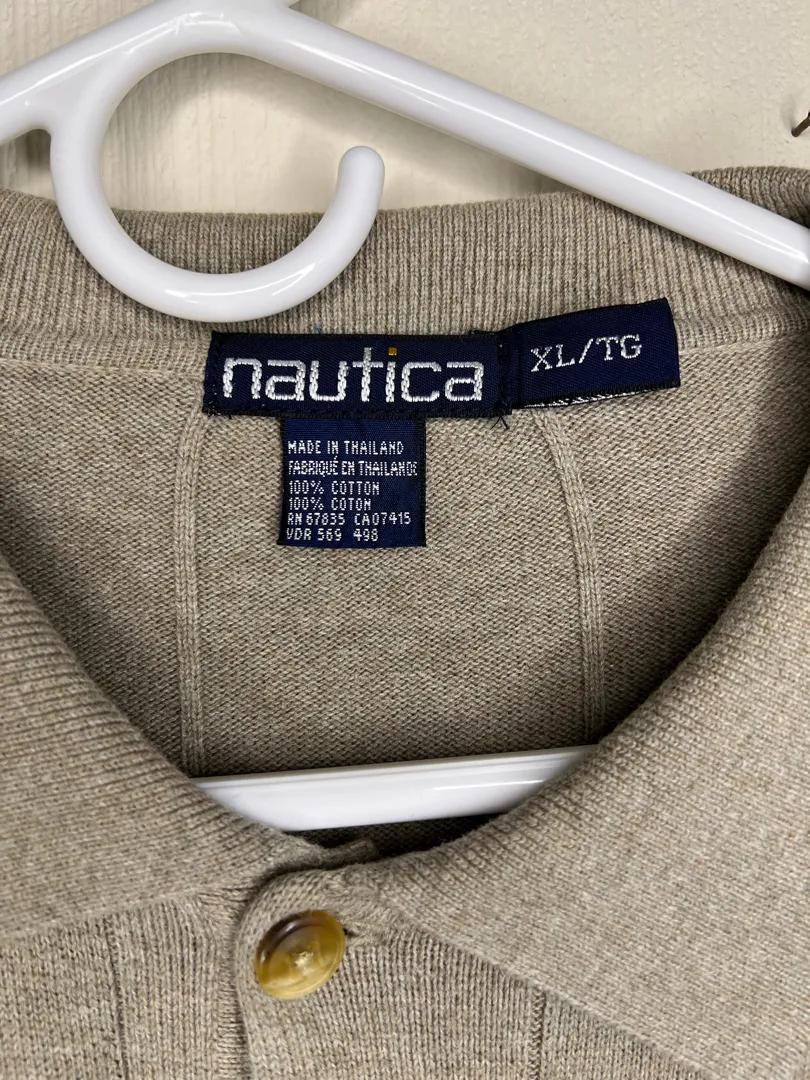 nautica
XL/TG
MADE IN THAILAND
FABRIQUÉ EN THAILANDE
100% COTTON
100% COTON
RN 67835 CA07415
VDR 569 498